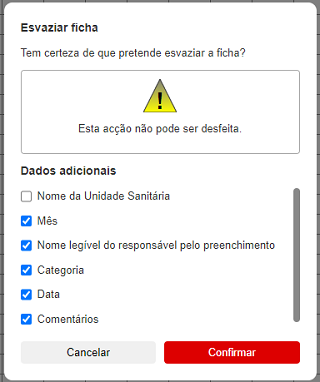 Esvaziar ficha
Tem certeza de que pretende esvaziar a ficha?
Esta acção não pode ser desfeita.
Dados adicionais
Nome da Unidade Sanitária
Mês
Nome legível do responsável pelo preenchimento
Categoria
Data
Comentários
Cancelar
Confirmar